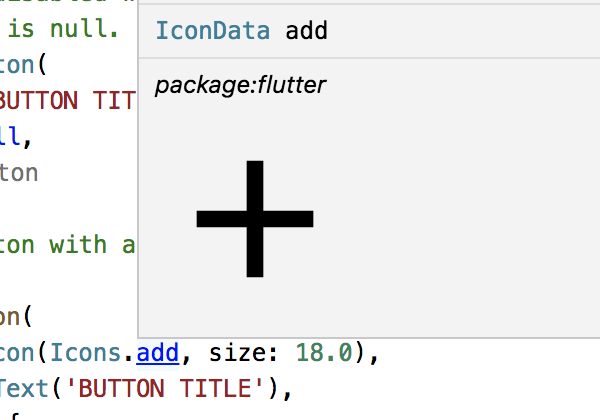 is null.
IconData add
ton(
package:flutter
BUTTON TIT
ll,
ton
ton with a
on(
con(Icons.add, size: 18.0),
Text('BUTTON TITLE'),
{